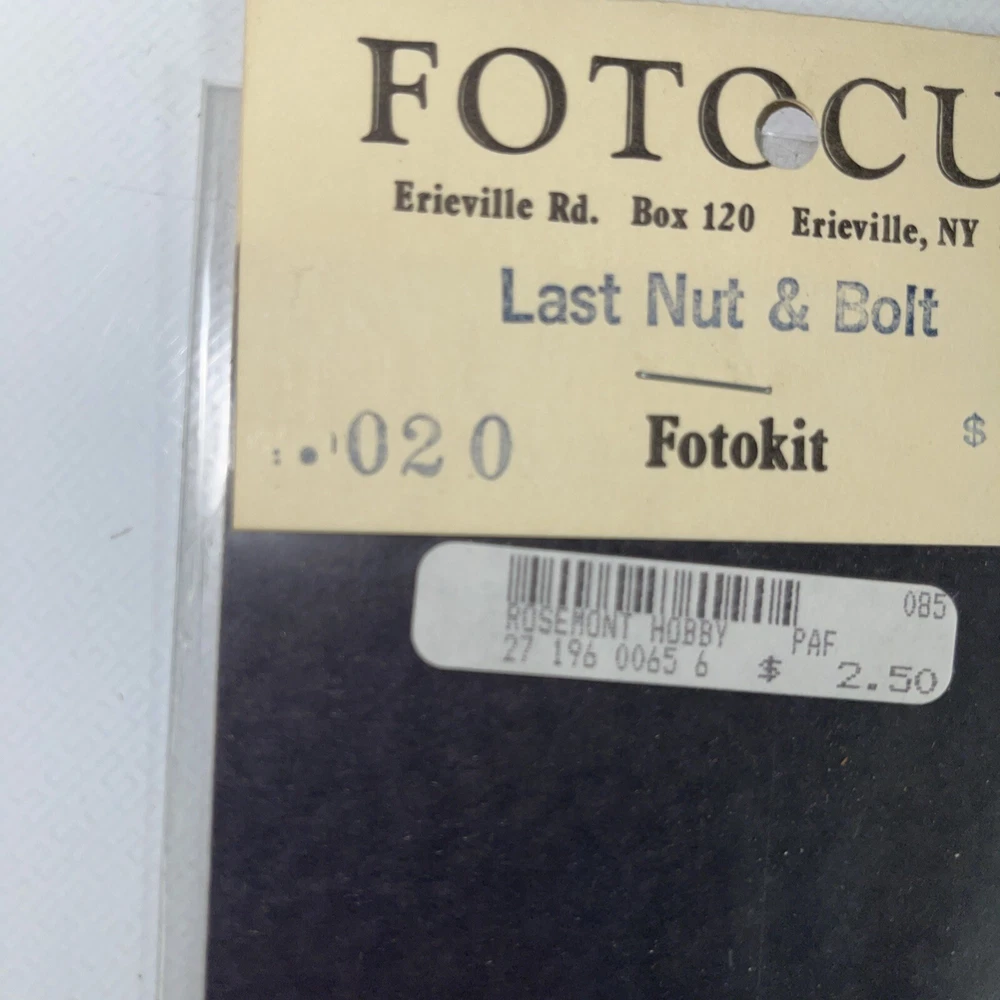 FOTOCU
Erieville Rd. Box 120 Erieville, NY
Last Nut & Bolt
.020 Fotokit $
085
ROSEMONT HOBBY PAF
27 196 0065 6 $ 2.50